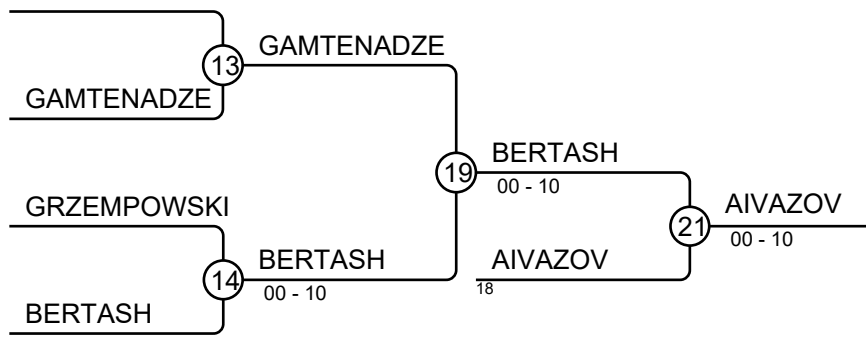 GAMTENADZE
13
GAMTENADZE
BERTASH
19
00 - 10
GRZEMPOWSKI
AIVAZOV
21
00 - 10
BERTASH
AIVAZOV
14
00 - 10
18
BERTASH